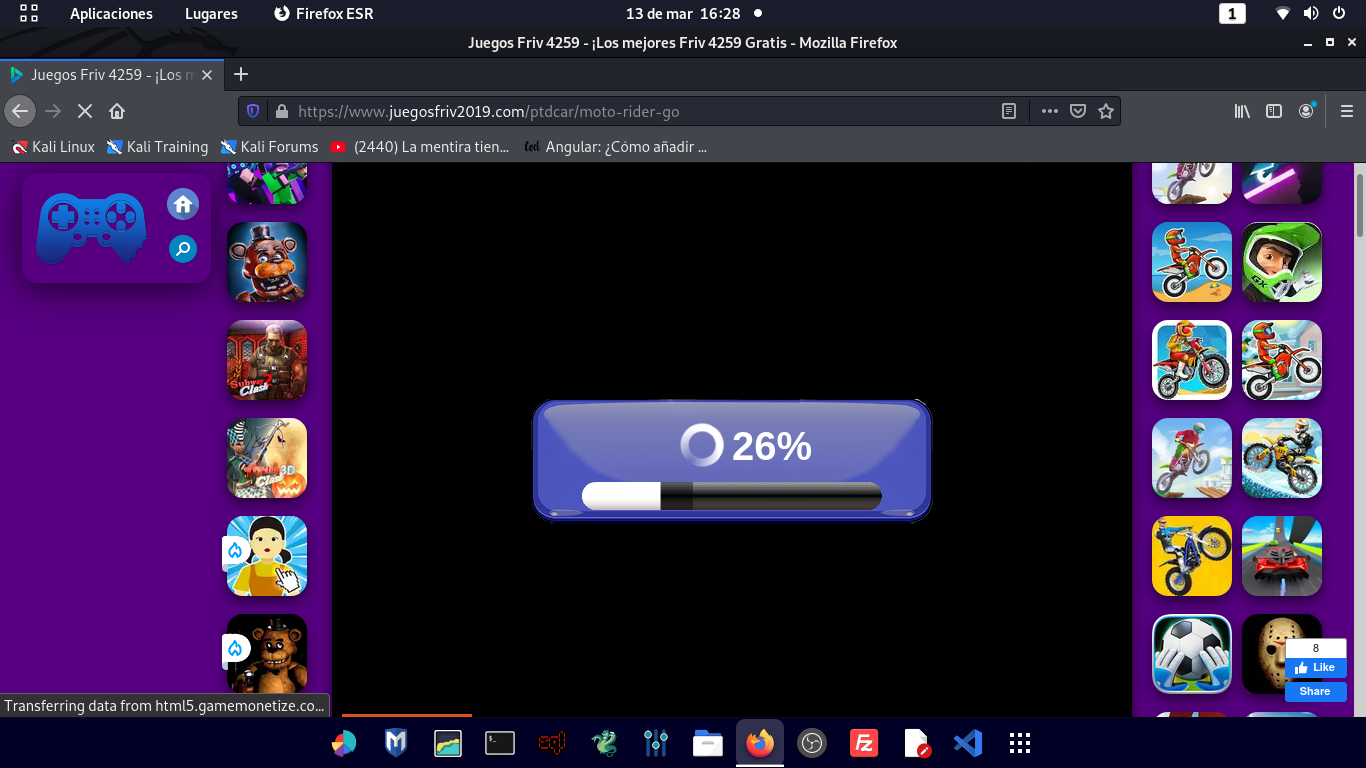 Aplicaciones Lugares Firefox ESR 13 de mar 16:28 1
Juegos Friv 4259 - ¡Los mejores Friv 4259 Gratis - Mozilla Firefox
Juegos Friv 4259 - ¡Los m
https://www.juegosfriv2019.com/ptdcar/moto-rider-go
Kali Linux Kali Training Kali Forums (2440) La mentira tien... Angular: ¿Cómo añadir ...
GX
Subway Clash 2
3D
26%
8
Like
Share
Transferring data from html5.gamemonetize.co...